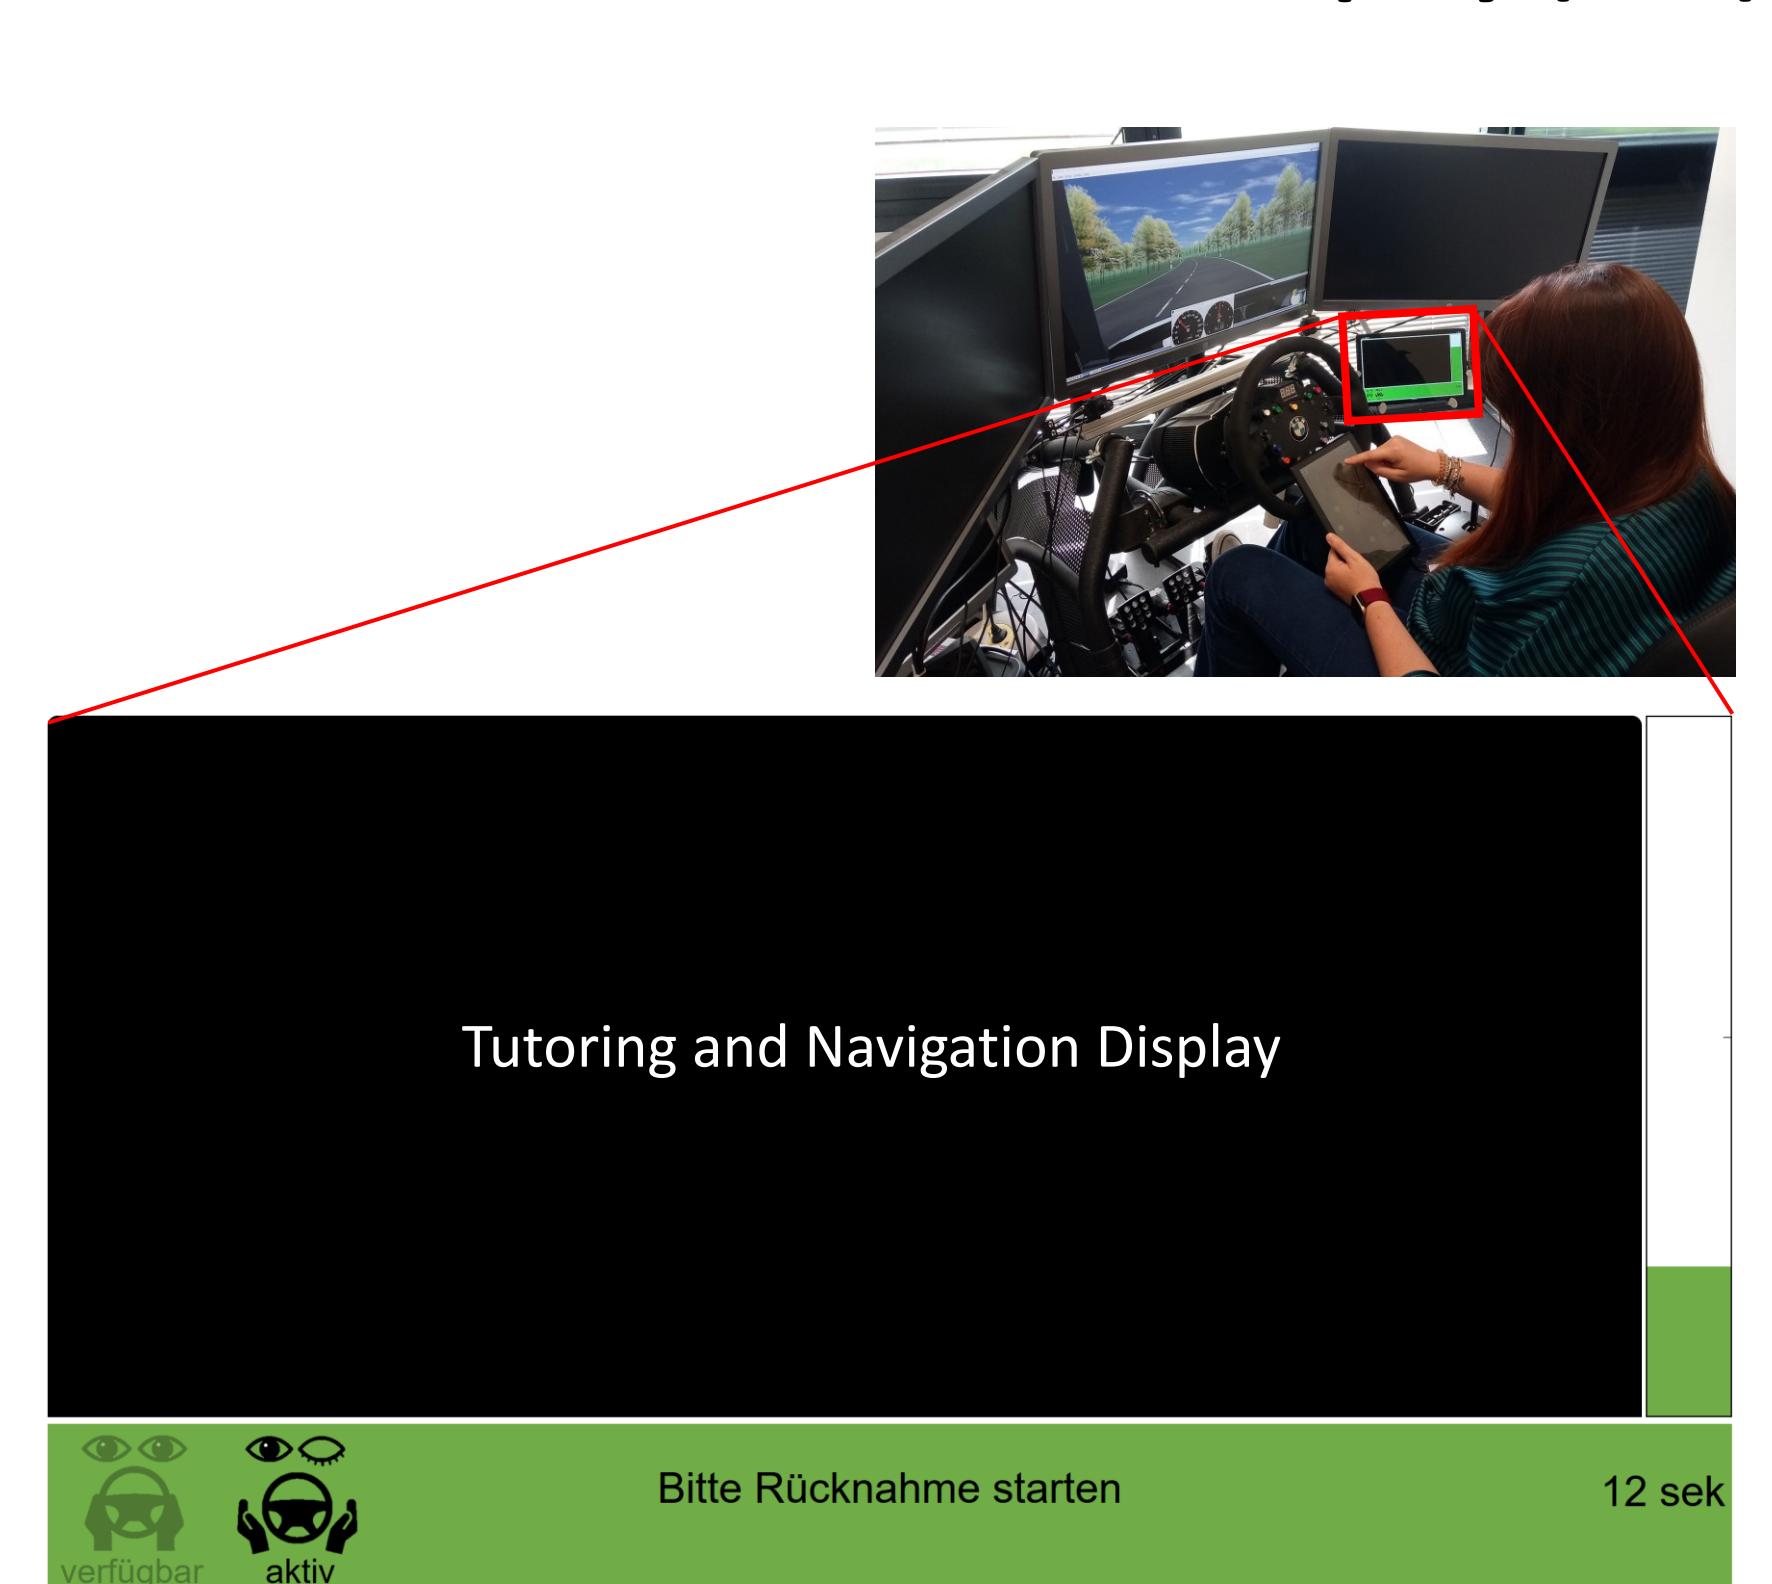 Tutoring and Navigation Display
Bitte Rücknahme starten
12 sek
verfügbar
aktiv